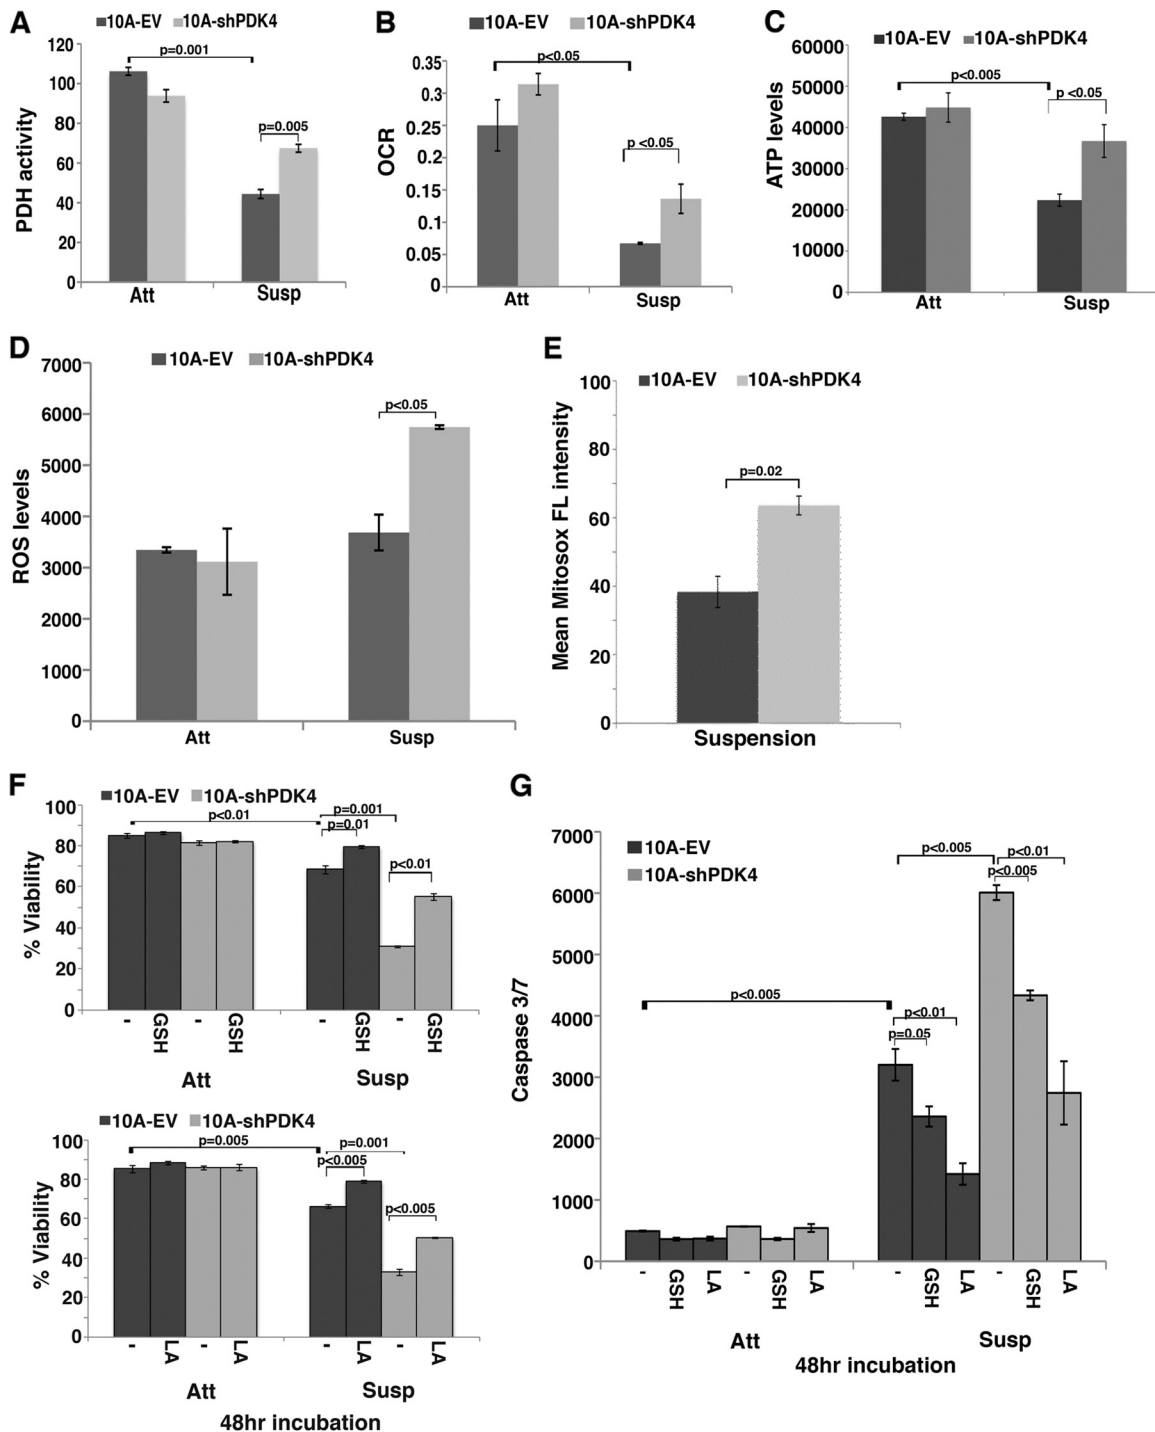 A
10A-EV 10A-shPDK4
PDH activity
120
100
80
60
40
20
0
p=0.001
p=0.005
Att Susp
B
10A-EV 10A-shPDK4
OCR
0.35
0.3
0.25
0.2
0.15
0.1
0.05
0
p<0.05
p <0.05
Att Susp
C
10A-EV 10A-shPDK4
ATP levels
60000
50000
40000
30000
20000
10000
0
p<0.005
p <0.05
Att Susp
D
10A-EV 10A-shPDK4
ROS levels
7000
6000
5000
4000
3000
2000
1000
0
p<0.05
Att Susp
E
10A-EV 10A-shPDK4
Mean Mitosox FL intensity
100
80
60
40
20
0
p=0.02
Suspension
F
10A-EV 10A-shPDK4
% Viability
100
80
60
40
20
0
p<0.01
p=0.001
p=0.01
p<0.01
- GSH - GSH - GSH - GSH
Att Susp
10A-EV 10A-shPDK4
% Viability
100
80
60
40
20
0
p=0.005
p=0.001
p<0.005
p<0.005
- LA - LA - LA - LA
Att Susp
48hr incubation
G
10A-EV
10A-shPDK4
Caspase 3/7
7000
6000
5000
4000
3000
2000
1000
0
p<0.005
p<0.01
p<0.005
p<0.005
p<0.01
p=0.05
- GSH LA - GSH LA - GSH LA - GSH LA
Att Susp
48hr incubation